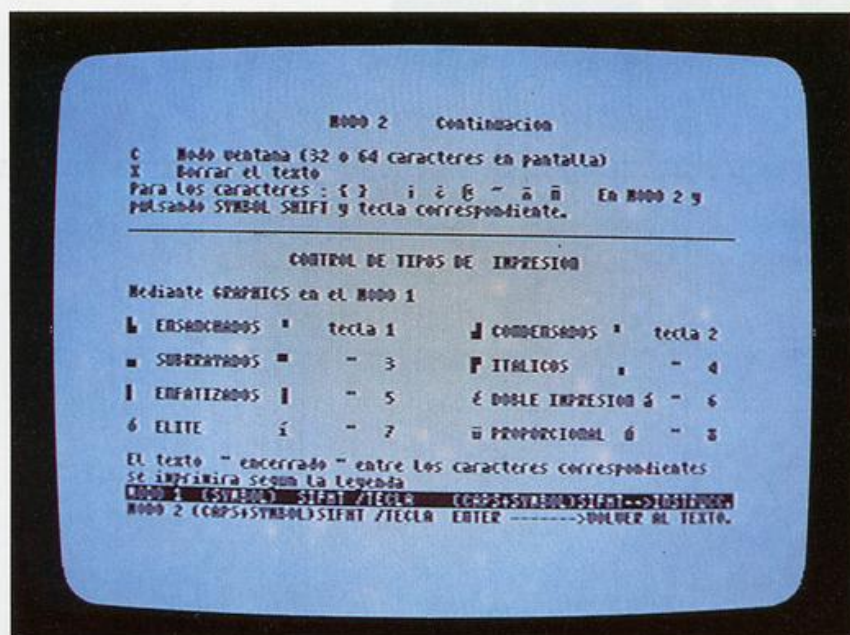 MODO 2 Continuacion
C Modo ventana (32 o 64 caracteres en pantalla)
X Borrar el texto
Para los caracteres : { } ¡ ¿ @ ~ ñ En MODO 2 y
pulsando SYMBOL SHIFT y tecla correspondiente.
CONTROL DE TIPOS DE IMPRESION
Mediante GRAPHICS en el MODO 1
▙ ENSANCHADOS ▝ tecla 1 ▟ CONDENSADOS ▝ tecla 2
▄ SUBRRAYADOS ▀ " 3 ▛ ITALICOS ▖ " 4
▌ ENFATIZADOS ▌ " 5 é DOBLE IMPRESION á " 6
ó ELITE í " 7 ü PROPORCIONAL ú " 8
El texto " encerrado " entre los caracteres correspondientes
se imprimira segun la leyenda
MODO 1 (SYMBOL) SIFHT /TECLA (CAPS+SYMBOL)SIFHT-->INSTRUCC.
MODO 2 (CAPS+SYMBOL)SIFHT /TECLA ENTER ------->VOLVER AL TEXTO.